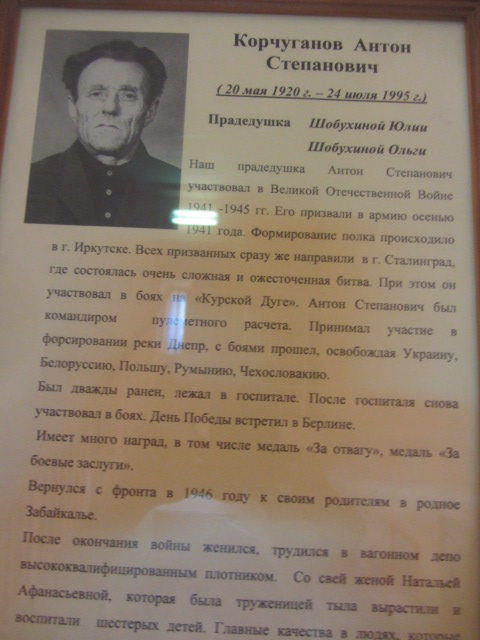 Корчуганов Антон
Степанович
( 20 мая 1920 г. – 24 июля 1995 г.)
Прадедушка Шобухиной Юлии
Шобухиной Ольги
Наш прадедушка Антон Степанович
участвовал в Великой Отечественной Войне
1941 -1945 гг. Его призвали в армию осенью
1941 года. Формирование полка происходило
в г. Иркутске. Всех призванных сразу же направили в г. Сталинград,
где состоялась очень сложная и ожесточенная битва. При этом он
участвовал в боях на «Курской Дуге». Антон Степанович был
командиром пулеметного расчета. Принимал участие в
форсировании реки Днепр, с боями прошел, освобождая Украину,
Белоруссию, Польшу, Румынию, Чехословакию.
Был дважды ранен, лежал в госпитале. После госпиталя снова
участвовал в боях. День Победы встретил в Берлине.
Имеет много наград, в том числе медаль «За отвагу», медаль «За
боевые заслуги».
Вернулся с фронта в 1946 году к своим родителям в родное
Забайкалье.
После окончания войны женился, трудился в вагонном депо
высококвалифицированным плотником. Со свей женой Натальей
Афанасьевной, которая была труженицей тыла вырастили и
воспитали шестерых детей. Главные качества в людях, которые